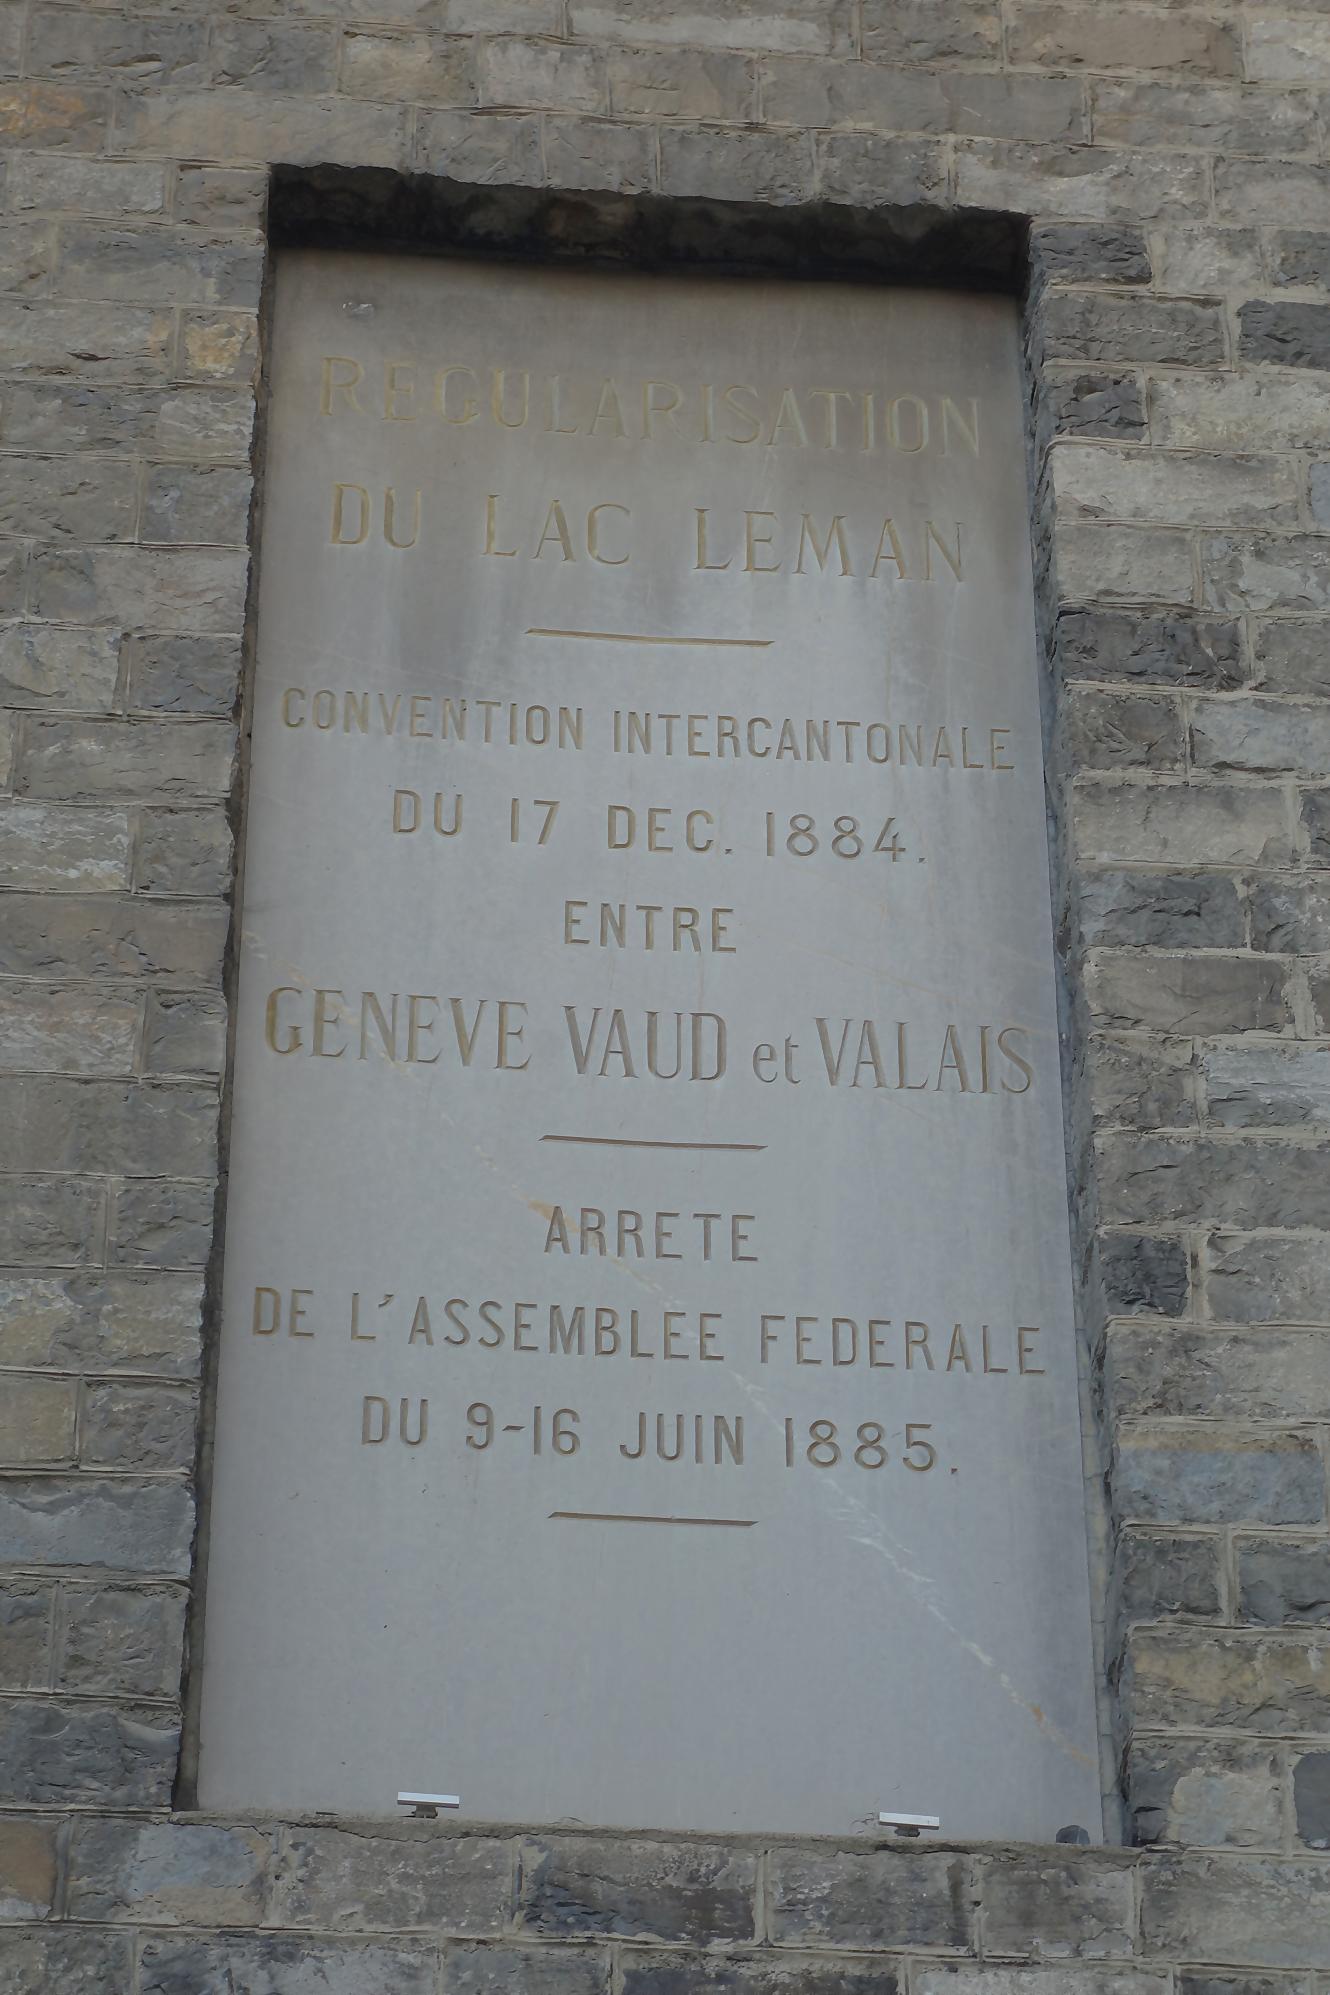 REGULARISATION
DU LAC LEMAN
CONVENTION INTERCANTONALE
DU 17 DEC. 1884.
ENTRE
GENEVE VAUD et VALAIS
ARRETE
DE L'ASSEMBLEE FEDERALE
DU 9-16 JUIN 1885.